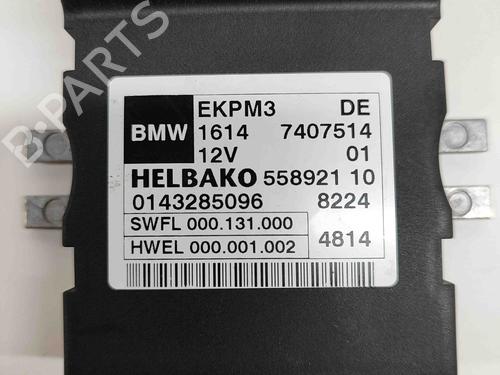 B-PARTS
EKPM3 DE
BMW 1614 7407514
12V 01
HELBAKO 558921 10
0143285096 8224
SWFL 000.131.000
HWEL 000.001.002 4814